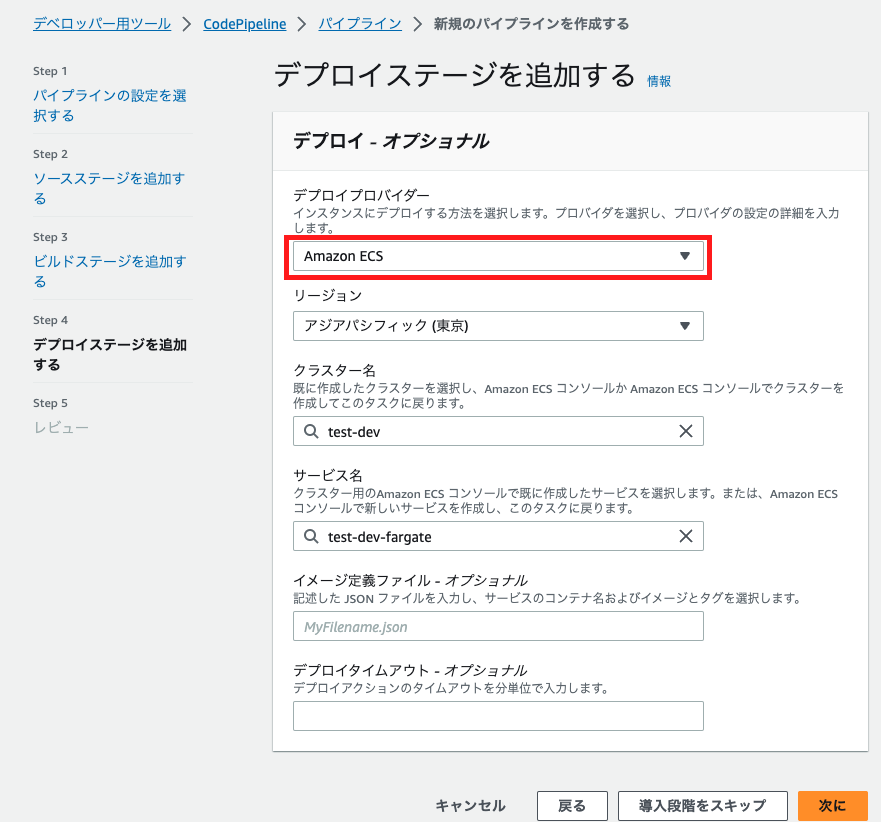 デベロッパー用ツール > CodePipeline > パイプライン > 新規のパイプラインを作成する
Step 1
パイプラインの設定を選
択する
Step 2
ソースステージを追加す
る
Step 3
ビルドステージを追加す
る
Step 4
デプロイステージを追加
する
Step 5
レビュー
デプロイステージを追加する 情報
デプロイ - オプショナル
デプロイプロバイダー
インスタンスにデプロイする方法を選択します。プロバイダを選択し、プロバイダの設定の詳細を入力
します。
Amazon ECS
リージョン
アジアパシフィック (東京)
クラスター名
既に作成したクラスターを選択し、Amazon ECS コンソールか Amazon ECS コンソールでクラスターを
作成してこのタスクに戻ります。
test-dev
サービス名
クラスター用のAmazon ECS コンソールで既に作成したサービスを選択します。または、Amazon ECS
コンソールで新しいサービスを作成し、このタスクに戻ります。
test-dev-fargate
イメージ定義ファイル - オプショナル
記述した JSON ファイルを入力し、サービスのコンテナ名およびイメージとタグを選択します。
MyFilename.json
デプロイタイムアウト - オプショナル
デプロイアクションのタイムアウトを分単位で入力します。
キャンセル 戻る 導入段階をスキップ 次に